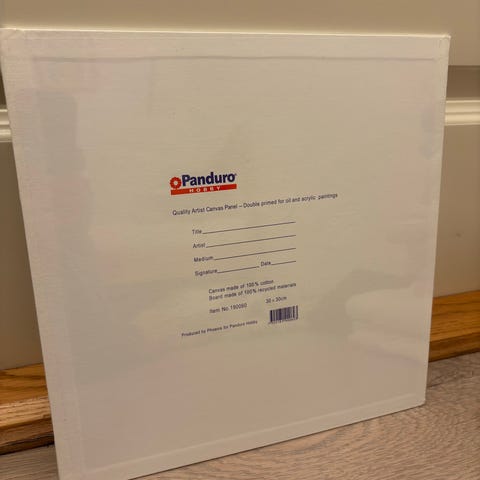 Panduro
HOBBY
Quality Artist Canvas Panel – Double primed for oil and acrylic paintings
Title
Artist
Medium
Signature Date
Canvas made of 100% cotton
Board made of 100% recycled materials
Item No. 190090 30 x 30cm
Produced by Phoenix for Panduro Hobby